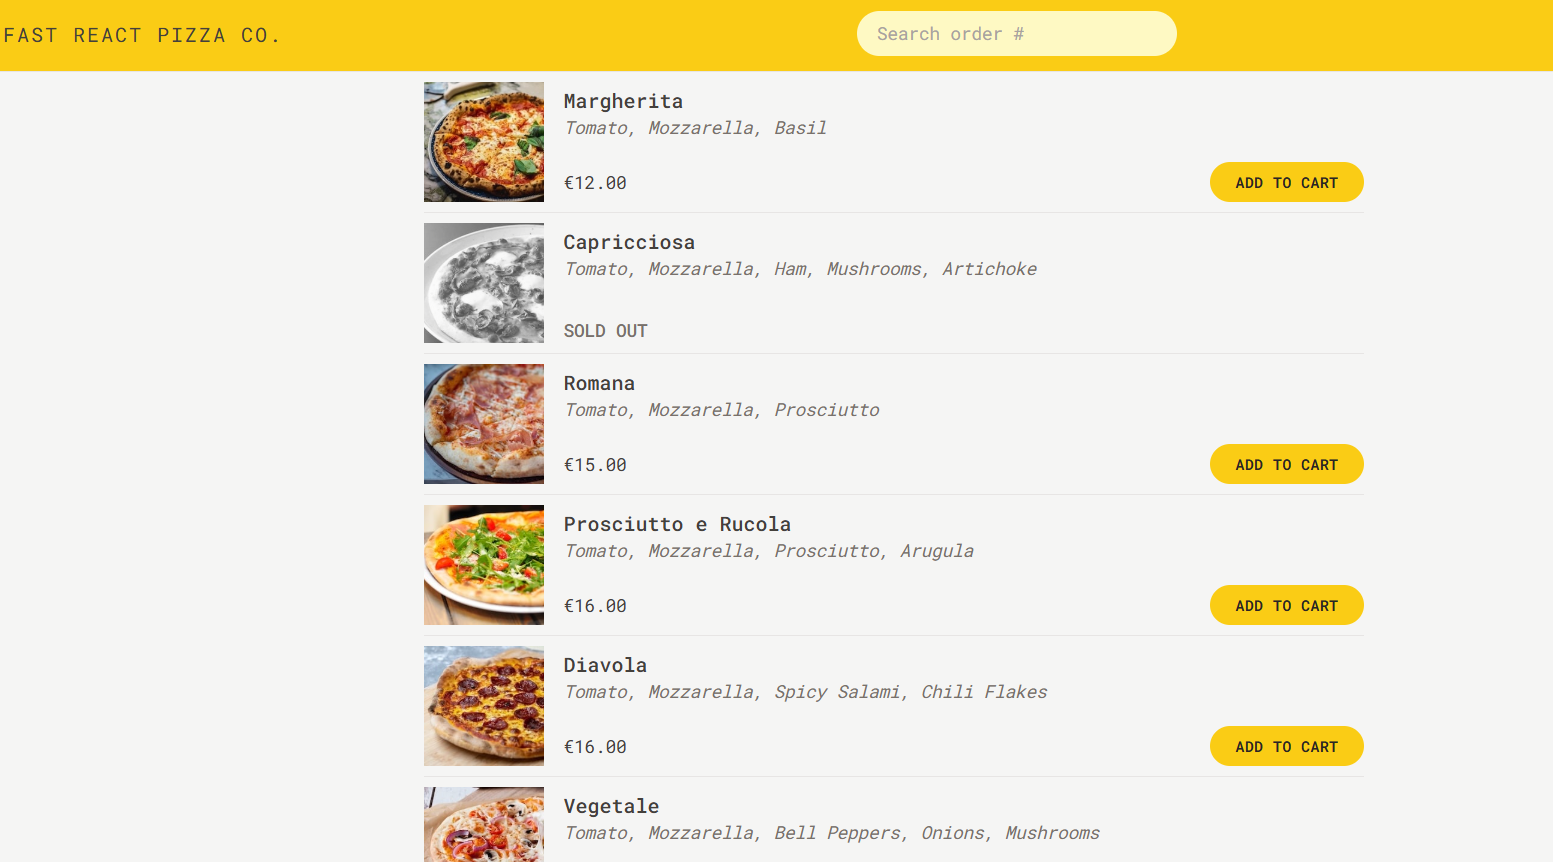 FAST REACT PIZZA CO.
Search order #
Margherita
Tomato, Mozzarella, Basil
€12.00
ADD TO CART
Capricciosa
Tomato, Mozzarella, Ham, Mushrooms, Artichoke
SOLD OUT
Romana
Tomato, Mozzarella, Prosciutto
€15.00
ADD TO CART
Prosciutto e Rucola
Tomato, Mozzarella, Prosciutto, Arugula
€16.00
ADD TO CART
Diavola
Tomato, Mozzarella, Spicy Salami, Chili Flakes
€16.00
ADD TO CART
Vegetale
Tomato, Mozzarella, Bell Peppers, Onions, Mushrooms